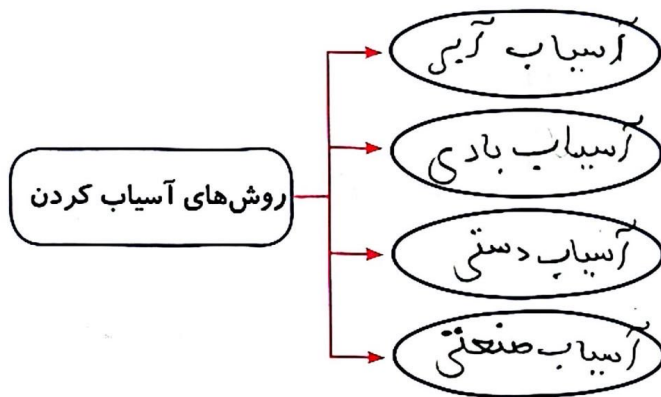 روش‌های آسیاب کردن
آسیاب آبی
آسیاب بادی
آسیاب دستی
آسیاب صنعتی